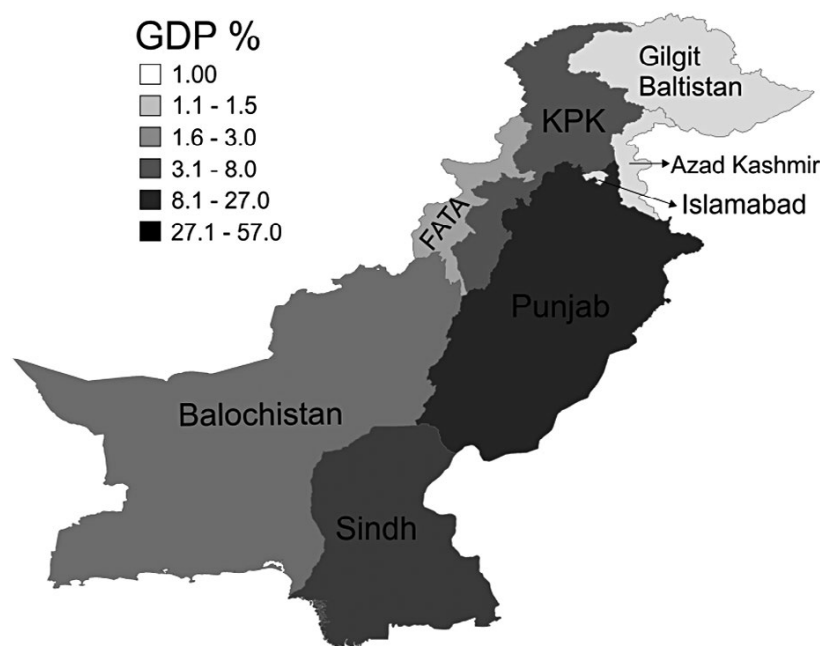 GDP %
1.00
1.1 - 1.5
1.6 - 3.0
3.1 - 8.0
8.1 - 27.0
27.1 - 57.0
Gilgit
Baltistan
KPK
Azad Kashmir
Islamabad
FATA
Punjab
Balochistan
Sindh